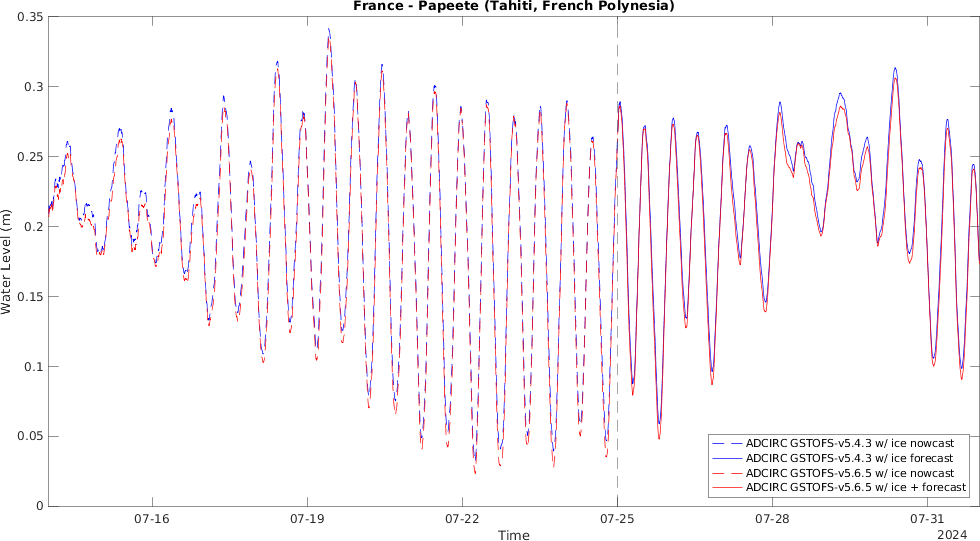 France - Papeete (Tahiti, French Polynesia)
0.35
0.3
0.25
0.2
0.15
0.1
0.05
0
Water Level (m)
07-16
07-19
07-22
07-25
07-28
07-31
Time
2024
ADCIRC GSTOFS-v5.4.3 w/ ice nowcast
ADCIRC GSTOFS-v5.4.3 w/ ice forecast
ADCIRC GSTOFS-v5.6.5 w/ ice nowcast
ADCIRC GSTOFS-v5.6.5 w/ ice + forecast